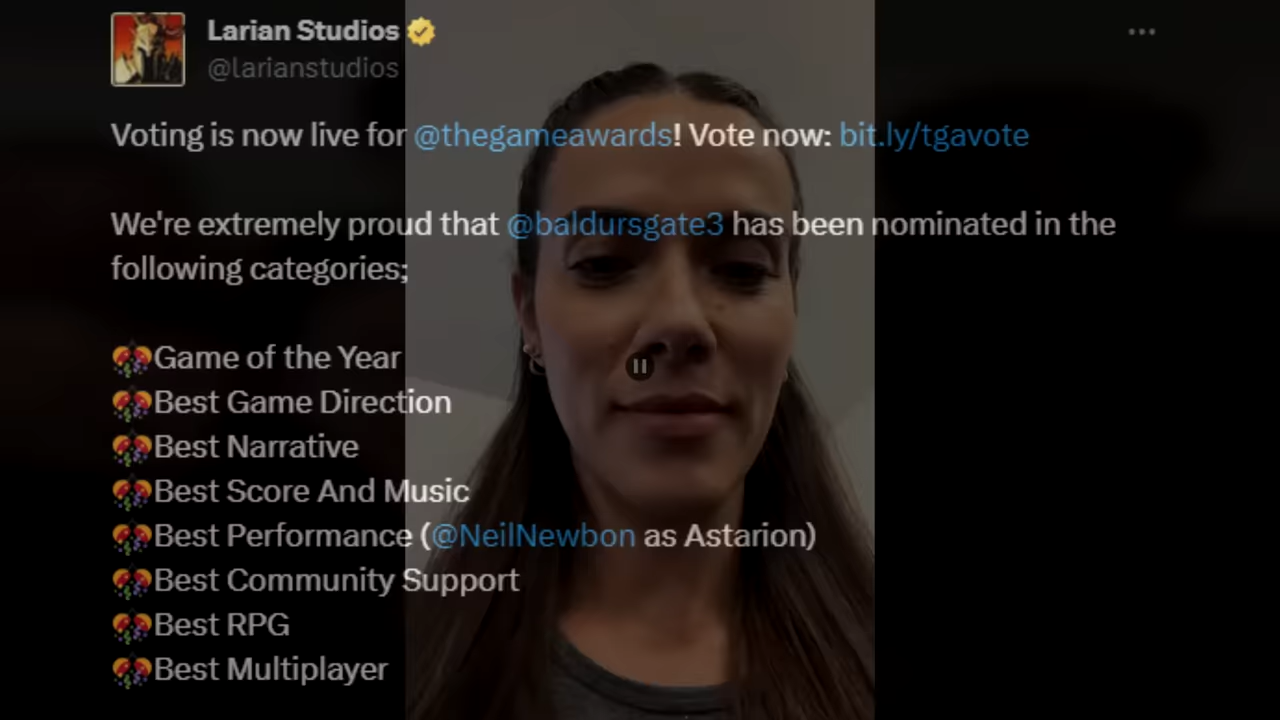 Larian Studios
@larianstudios
Voting is now live for @thegameawards! Vote now: bit.ly/tgavote
We're extremely proud that @baldursgate3 has been nominated in the
following categories;
🎊Game of the Year
🎊Best Game Direction
🎊Best Narrative
🎊Best Score And Music
🎊Best Performance (@NeilNewbon as Astarion)
🎊Best Community Support
🎊Best RPG
🎊Best Multiplayer